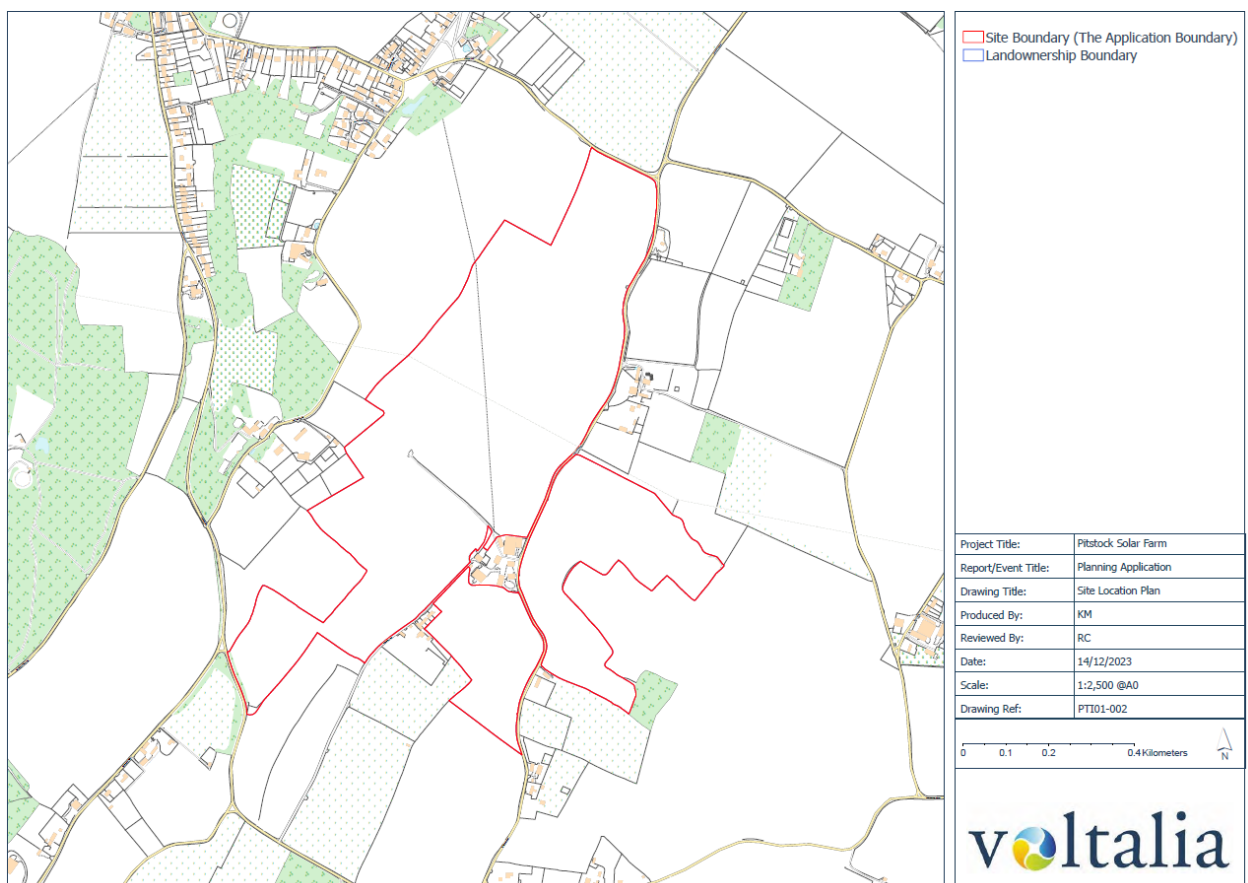 Site Boundary (The Application Boundary)
Landownership Boundary
Project Title: Pitstock Solar Farm
Report/Event Title: Planning Application
Drawing Title: Site Location Plan
Produced By: KM
Reviewed By: RC
Date: 14/12/2023
Scale: 1:2,500 @A0
Drawing Ref: PTI01-002
0 0.1 0.2 0.4 Kilometers
N
voltalia